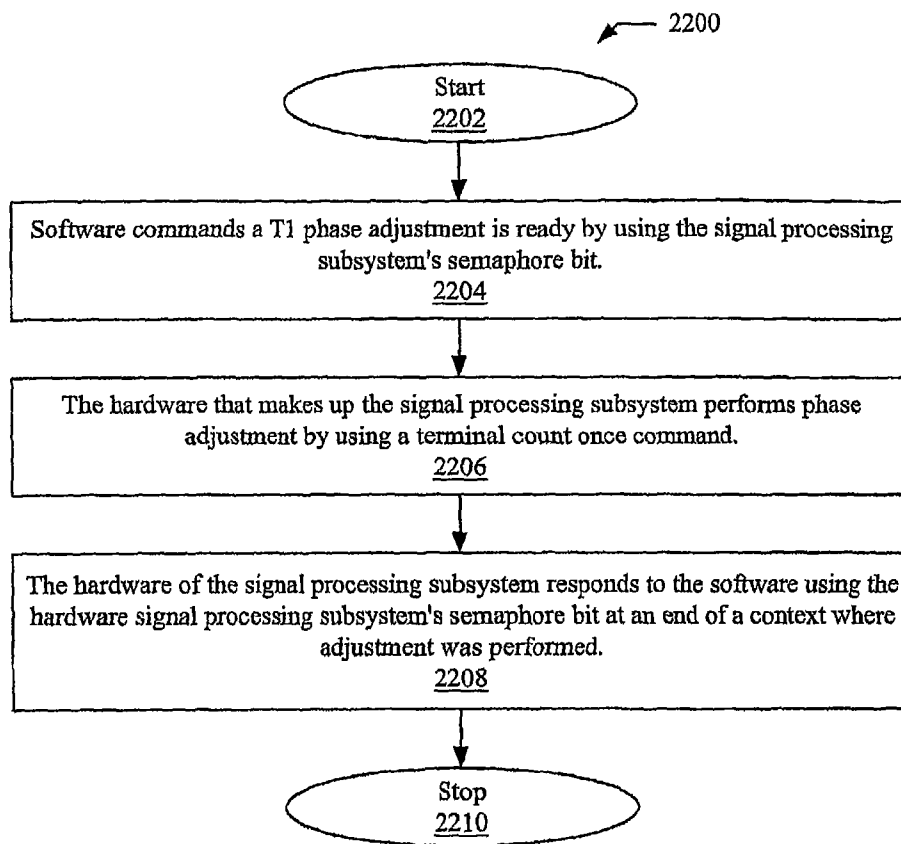 2200
Start
2202
Software commands a T1 phase adjustment is ready by using the signal processing
subsystem's semaphore bit.
2204
The hardware that makes up the signal processing subsystem performs phase
adjustment by using a terminal count once command.
2206
The hardware of the signal processing subsystem responds to the software using the
hardware signal processing subsystem's semaphore bit at an end of a context where
adjustment was performed.
2208
Stop
2210